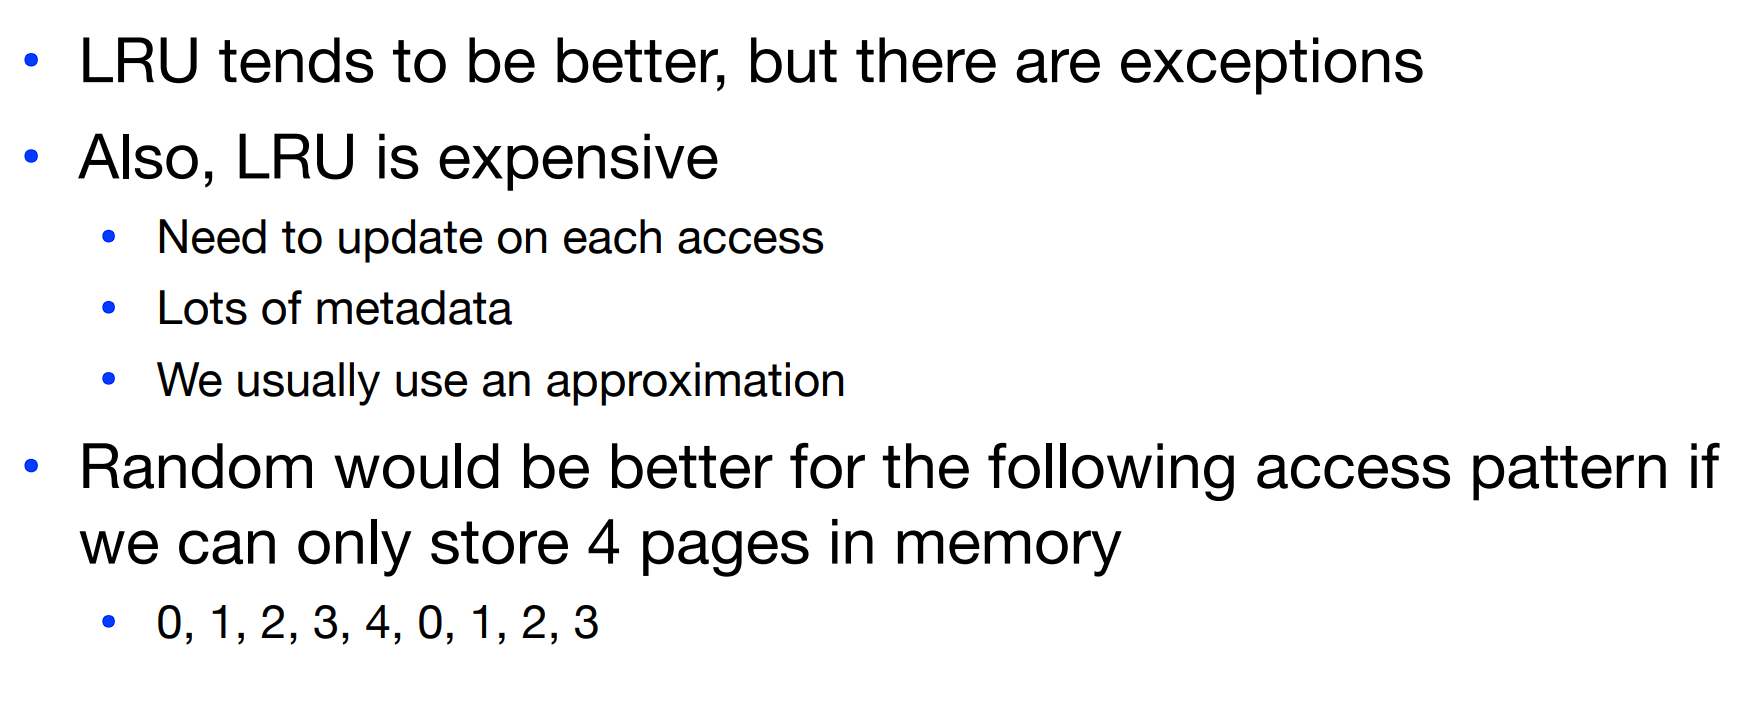 • LRU tends to be better, but there are exceptions
• Also, LRU is expensive
• Need to update on each access
• Lots of metadata
• We usually use an approximation
• Random would be better for the following access pattern if
we can only store 4 pages in memory
• 0, 1, 2, 3, 4, 0, 1, 2, 3